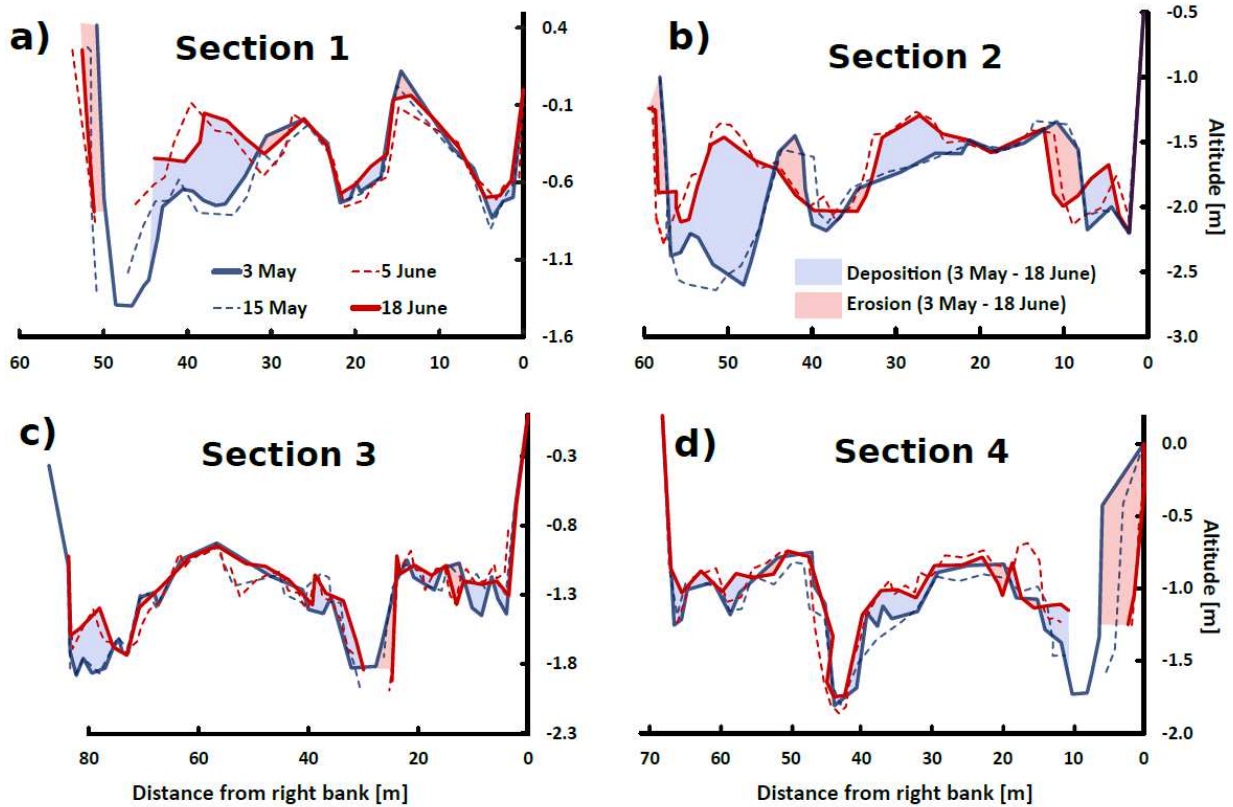 a)
Section 1
0.4
-0.1
-0.6
-1.1
-1.6
3 May
5 June
15 May
18 June
60
50
40
30
20
10
0
b)
Section 2
-0.5
-1.0
-1.5
-2.0
-2.5
-3.0
Altitude [m]
Deposition (3 May - 18 June)
Erosion (3 May - 18 June)
60
50
40
30
20
10
0
c)
Section 3
-0.3
-0.8
-1.3
-1.8
-2.3
80
60
40
20
0
Distance from right bank [m]
d)
Section 4
0.0
-0.5
-1.0
-1.5
-2.0
Altitude [m]
70
60
50
40
30
20
10
0
Distance from right bank [m]